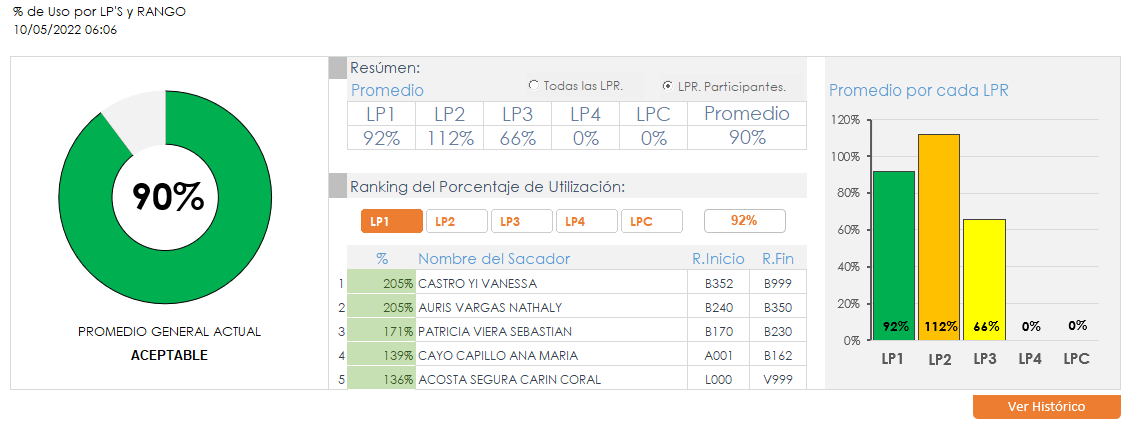 % de Uso por LP'S y RANGO
10/05/2022 06:06
90%
PROMEDIO GENERAL ACTUAL
ACEPTABLE
Resúmen:
Promedio
Todas las LPR.
LPR. Participantes.
LP1 LP2 LP3 LP4 LPC Promedio
92% 112% 66% 0% 0% 90%
Ranking del Porcentaje de Utilización:
LP1 LP2 LP3 LP4 LPC 92%
% Nombre del Sacador R.Inicio R.Fin
1 205% CASTRO YI VANESSA B352 B999
2 205% AURIS VARGAS NATHALY B240 B350
3 171% PATRICIA VIERA SEBASTIAN B170 B230
4 139% CAYO CAPILLO ANA MARIA A001 B162
5 136% ACOSTA SEGURA CARIN CORAL L000 V999
Promedio por cada LPR
120%
100%
80%
60%
40%
20%
0%
92% 112% 66% 0% 0%
LP1 LP2 LP3 LP4 LPC
Ver Histórico